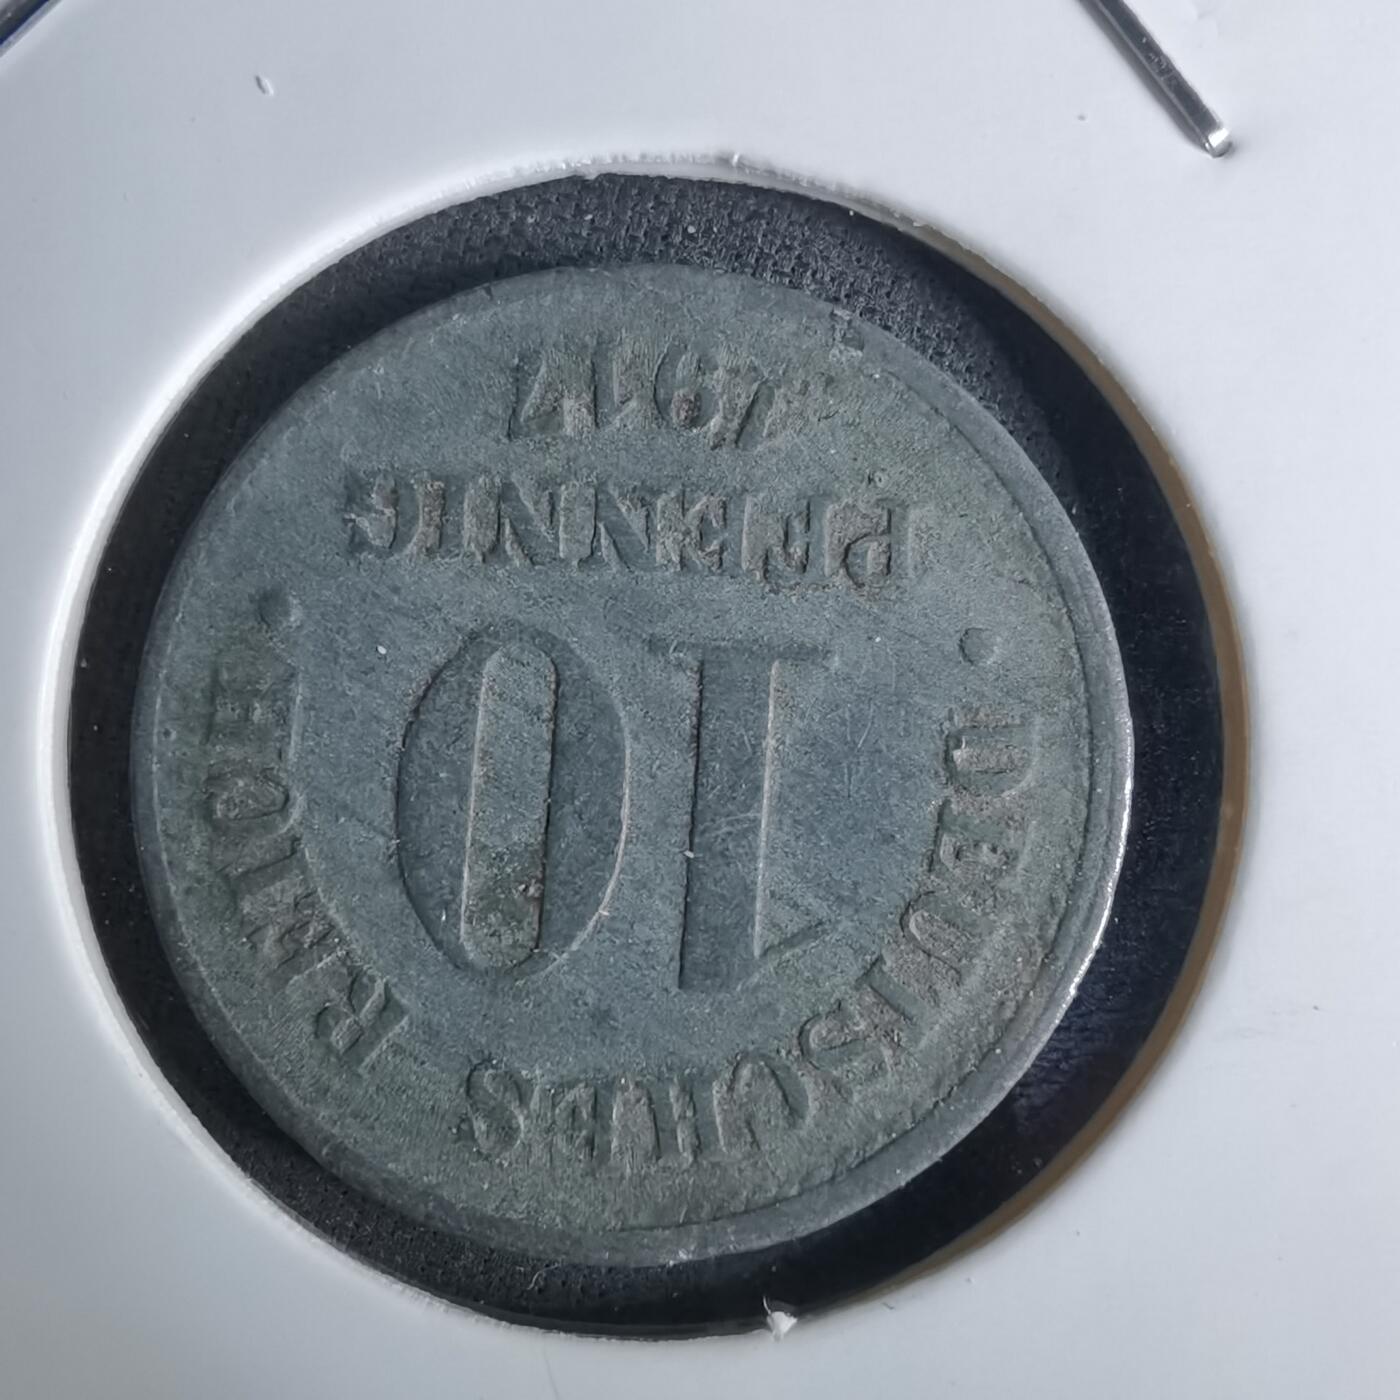 DEUTSCHES REICH
10
PFENNIG
1917